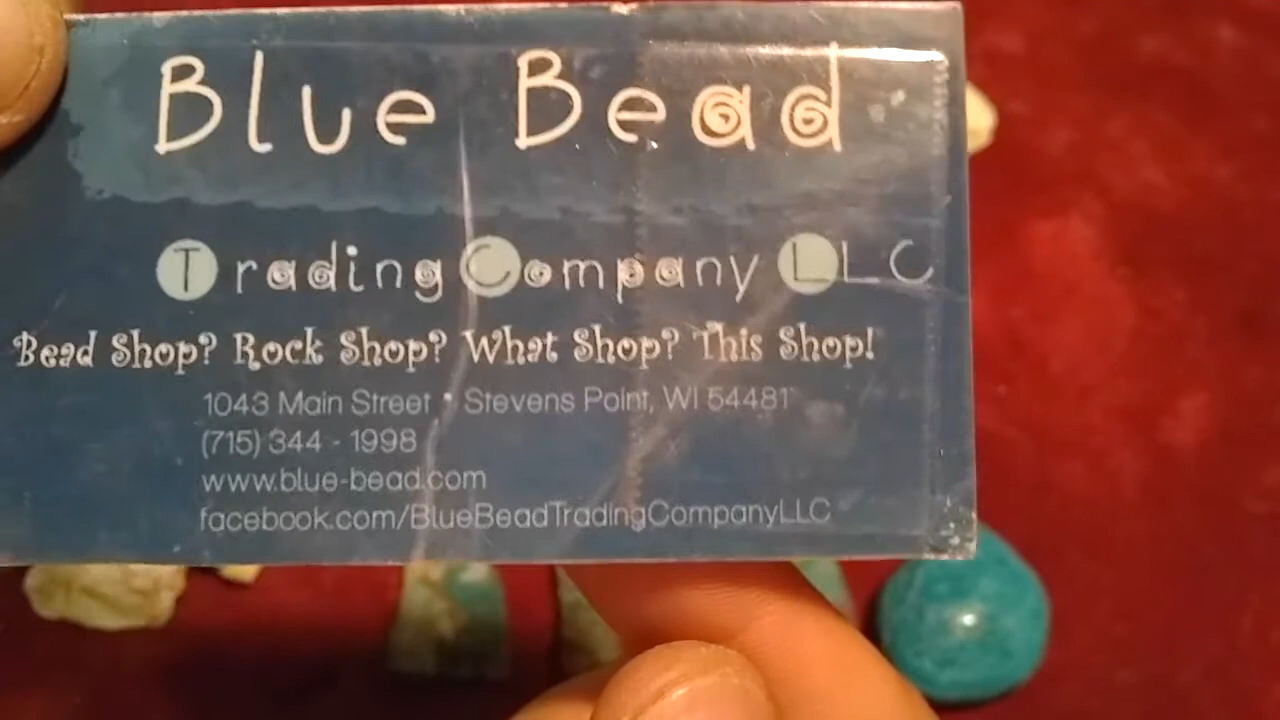 Blue Bead
Trading Company LLC
Bead Shop? Rock Shop? What Shop? This Shop!
1043 Main Street • Stevens Point, WI 54481
(715) 344 - 1998
www.blue-bead.com
facebook.com/BlueBeadTradingCompanyLLC